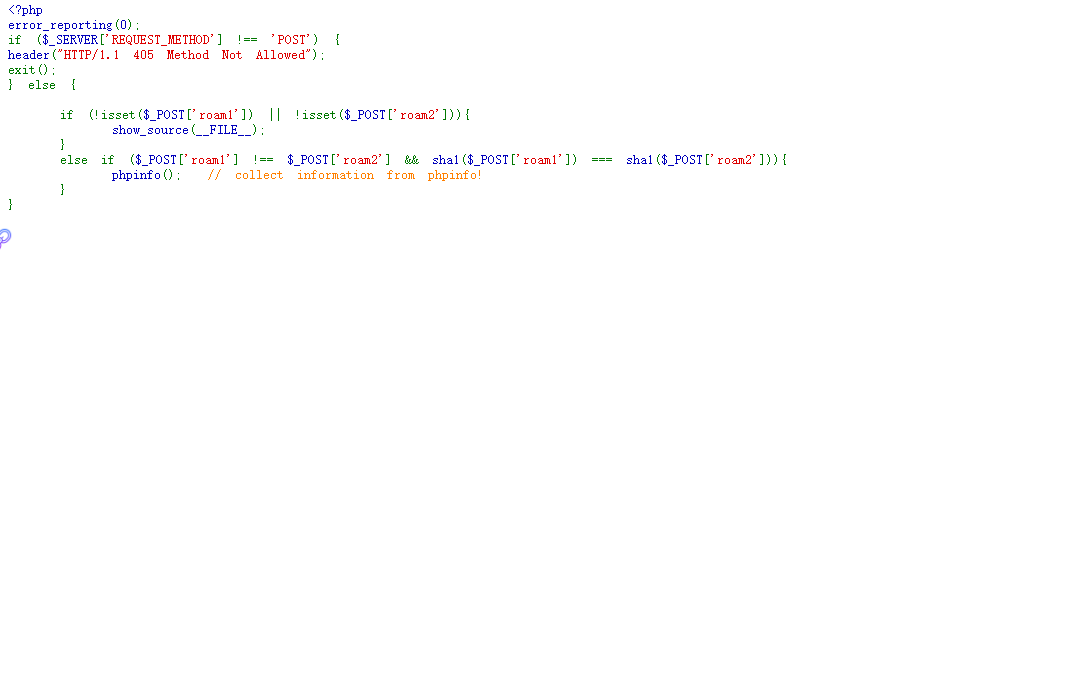 <?php
error_reporting(0);
if ($_SERVER['REQUEST_METHOD'] !== 'POST') {
header("HTTP/1.1 405 Method Not Allowed");
exit();
} else {
if (!isset($_POST['roam1']) || !isset($_POST['roam2'])){
show_source(__FILE__);
}
else if ($_POST['roam1'] !== $_POST['roam2'] && sha1($_POST['roam1']) === sha1($_POST['roam2'])){
phpinfo(); // collect information from phpinfo!
}
}